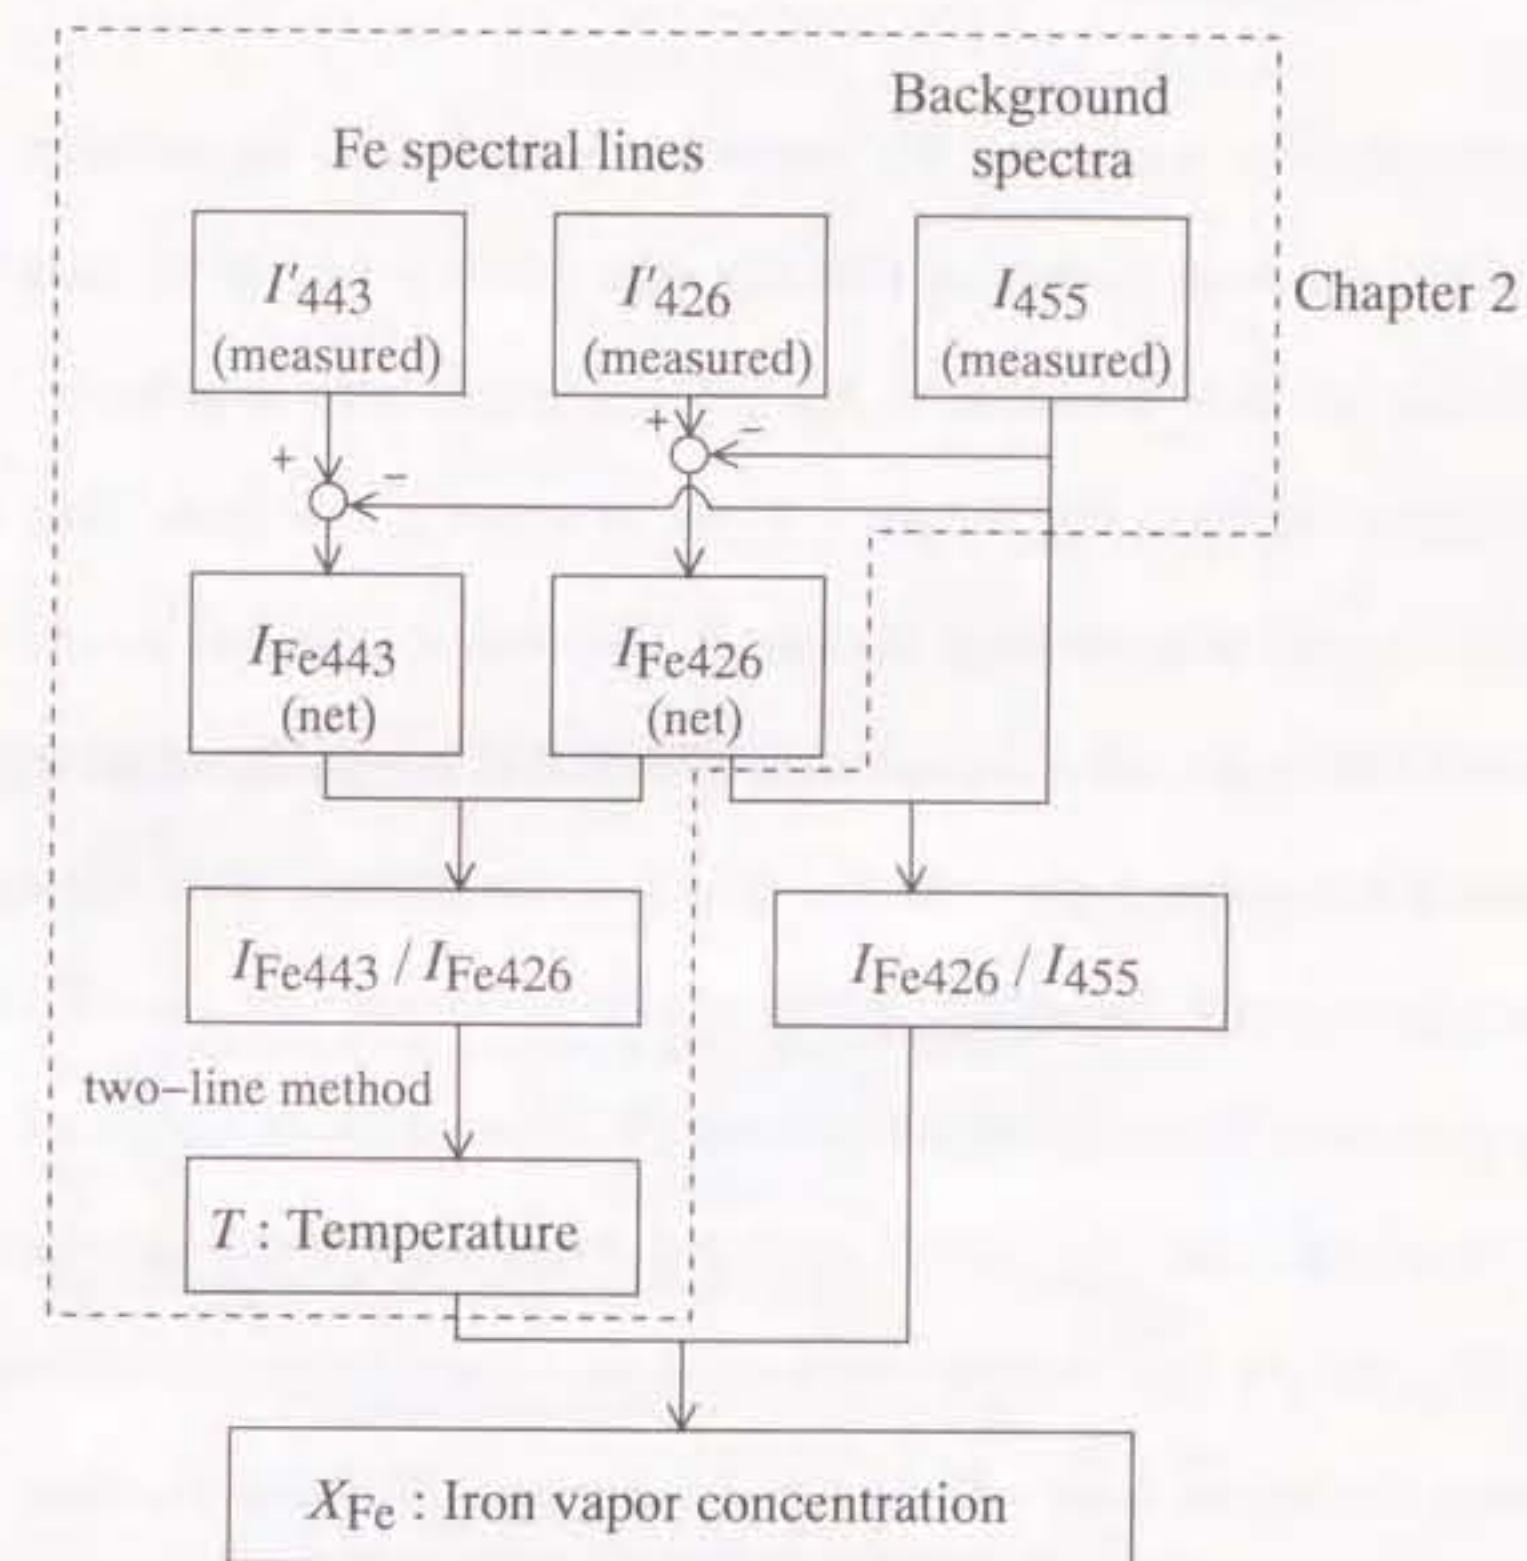 Background
spectra
Fe spectral lines
I'443
(measured)
I'426
(measured)
I455
(measured)
Chapter 2
+
−
+
−
IFe443
(net)
IFe426
(net)
IFe443 / IFe426
IFe426 / I455
two−line method
T : Temperature
XFe : Iron vapor concentration